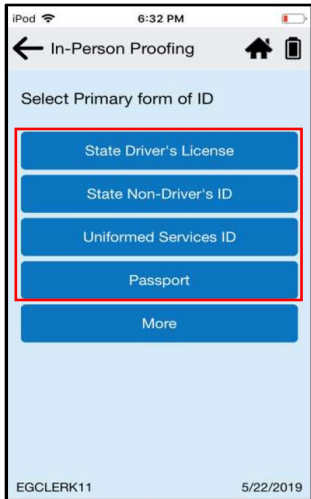 iPod 6:32 PM
In-Person Proofing
Select Primary form of ID
State Driver's License
State Non-Driver's ID
Uniformed Services ID
Passport
More
EGCLERK11 5/22/2019